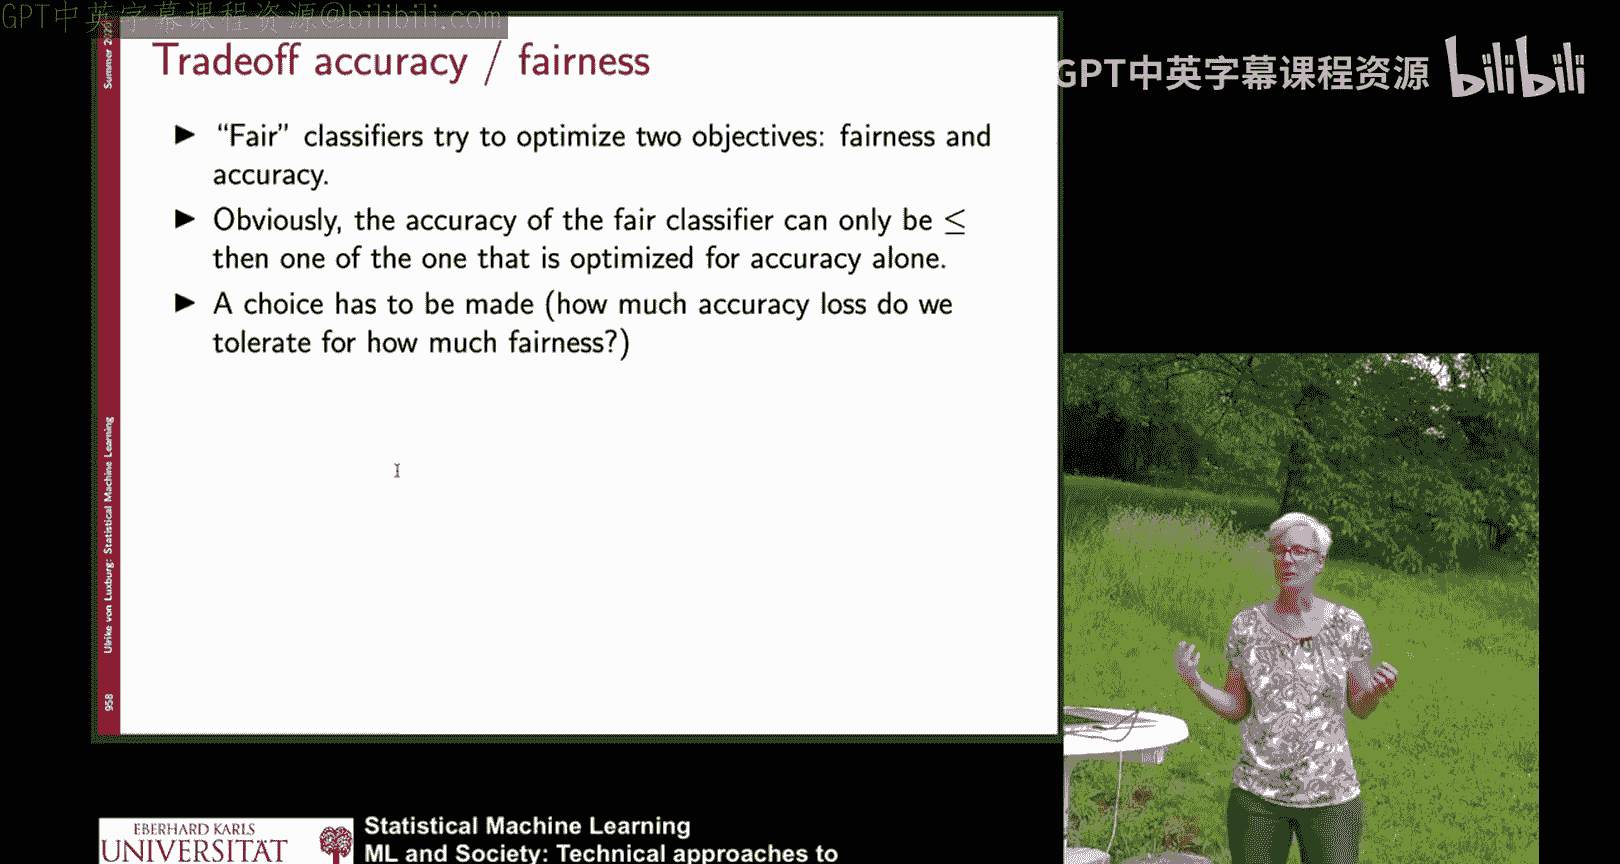 GPT中英字幕课程资源@bilibili.com
GPT中英字幕课程资源 bilibili
Tradeoff accuracy / fairness
"Fair" classifiers try to optimize two objectives: fairness and
accuracy.
Obviously, the accuracy of the fair classifier can only be ≤
then one of the one that is optimized for accuracy alone.
A choice has to be made (how much accuracy loss do we
tolerate for how much fairness?)
Summer
Ulrike von Luxburg: Statistical Machine Learning
958
EBERHARD KARLS
UNIVERSITÄT
Statistical Machine Learning
ML and Society: Technical approaches to